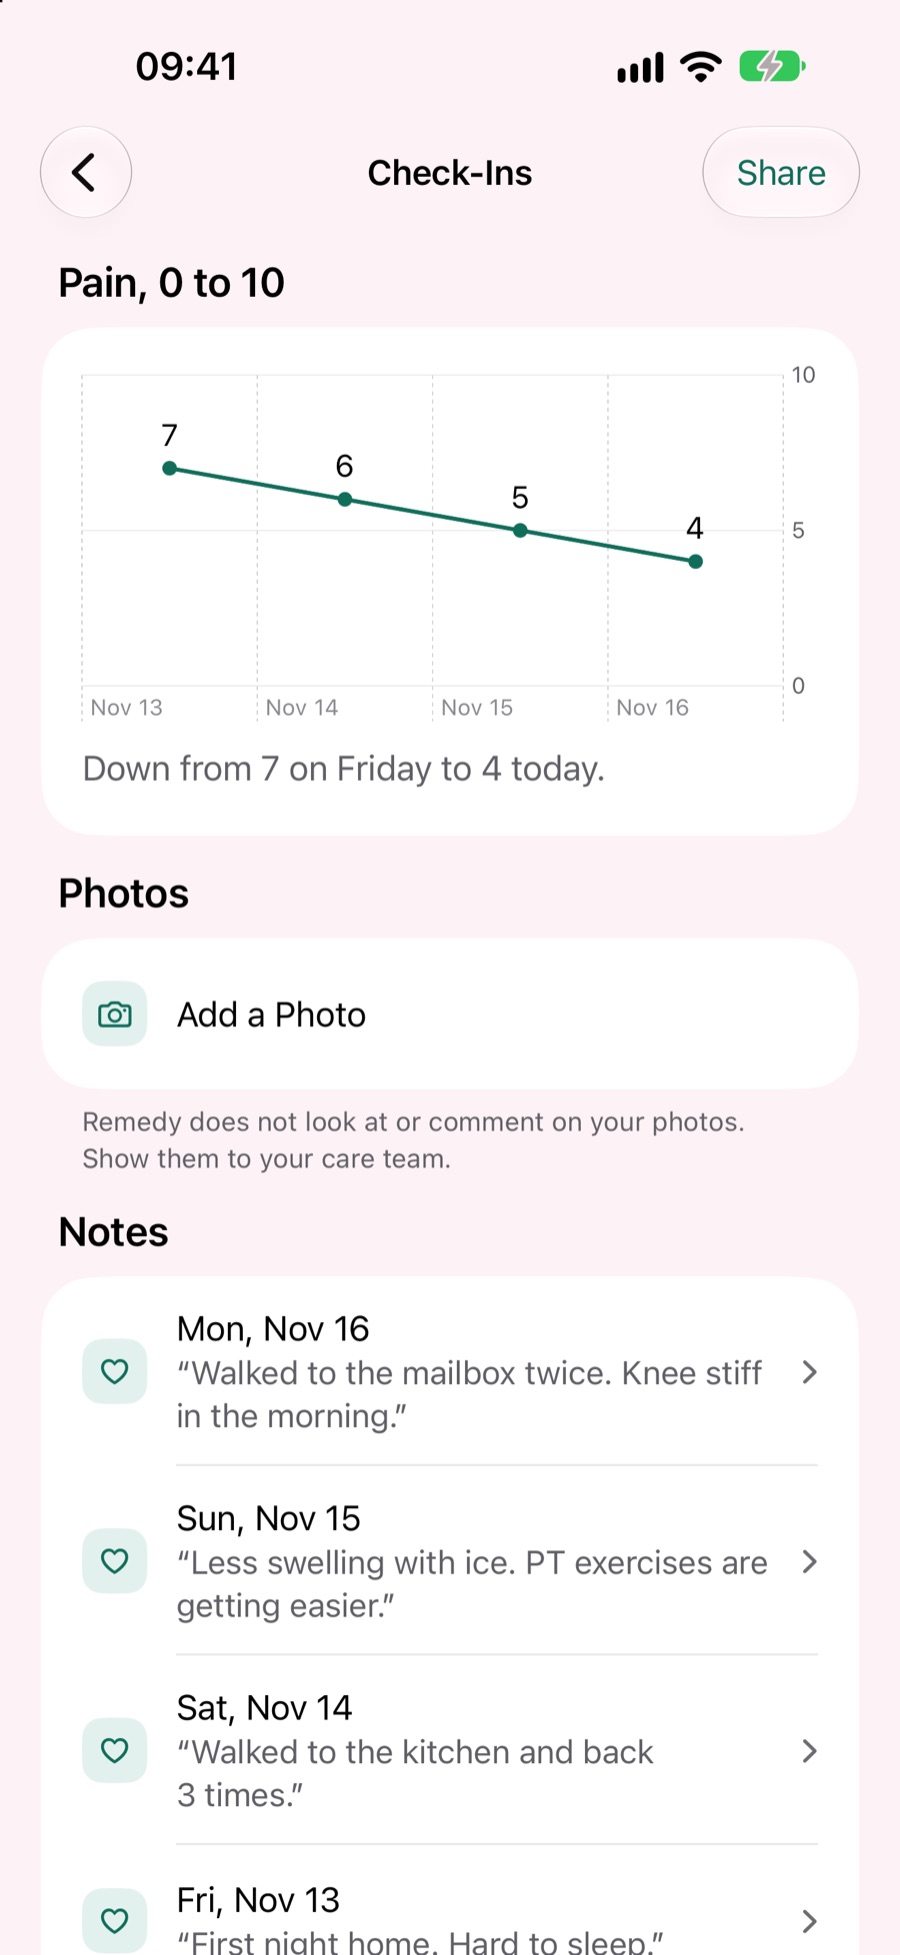 09:41
Check-Ins
Share
Pain, 0 to 10
10
7
6
5
4
5
0
Nov 13
Nov 14
Nov 15
Nov 16
Down from 7 on Friday to 4 today.
Photos
Add a Photo
Remedy does not look at or comment on your photos.
Show them to your care team.
Notes
Mon, Nov 16
“Walked to the mailbox twice. Knee stiff
in the morning.”
Sun, Nov 15
“Less swelling with ice. PT exercises are
getting easier.”
Sat, Nov 14
“Walked to the kitchen and back
3 times.”
Fri, Nov 13
“First night home. Hard to sleep.”